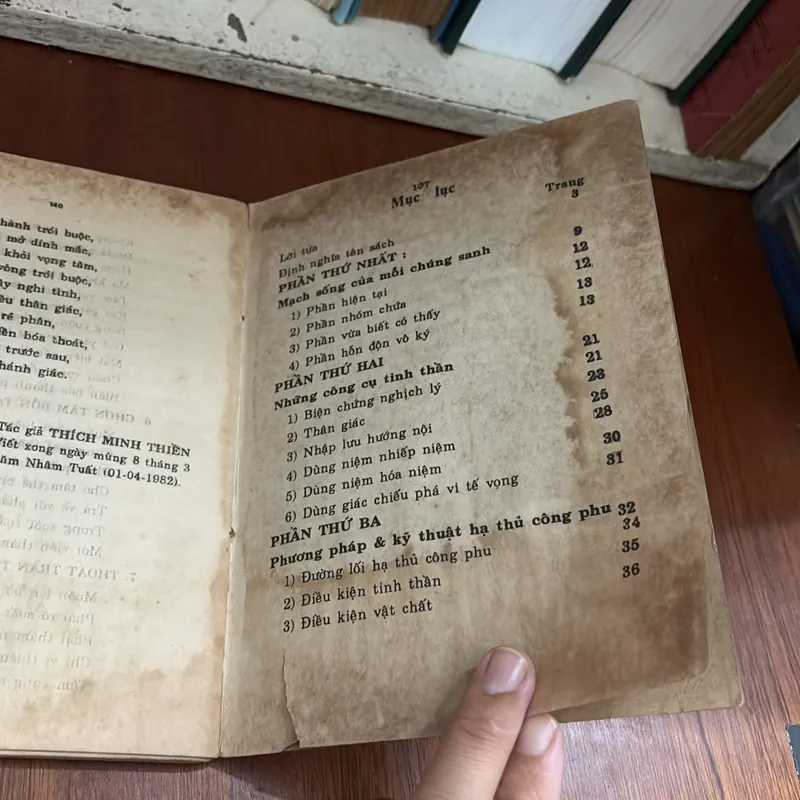 140
hành trói buộc,
mở dính mắc,
khỏi vọng tâm,
vòng trói buộc,
ày nghi tình,
êu thân giác,
rẽ phân,
ền hóa thoát,
trước sau,
hánh giác.
Tác giả THÍCH MINH THIỀN
Viết xong ngày mùng 8 tháng 3
năm Nhâm Tuất (01-04-1982).
107
Mục lục
Trang
Lời tựa 3
Định nghĩa tên sách
PHẦN THỨ NHẤT : 9
Mạch sống của mỗi chúng sanh 12
1) Phần hiện tại 12
2) Phần nhóm chứa 13
3) Phần vừa biết có thấy 13
4) Phần hỗn độn vô ký
PHẦN THỨ HAI 21
Những công cụ tinh thần 21
1) Biện chứng nghịch lý 23
2) Thân giác 25
3) Nhập lưu hướng nội 28
4) Dùng niệm nhiếp niệm
5) Dùng niệm hóa niệm 30
6) Dùng giác chiếu phá vi tế vọng 31
PHẦN THỨ BA
Phương pháp & kỹ thuật hạ thủ công phu 32
1) Đường lối hạ thủ công phu 34
2) Điều kiện tinh thần 35
3) Điều kiện vật chất 36